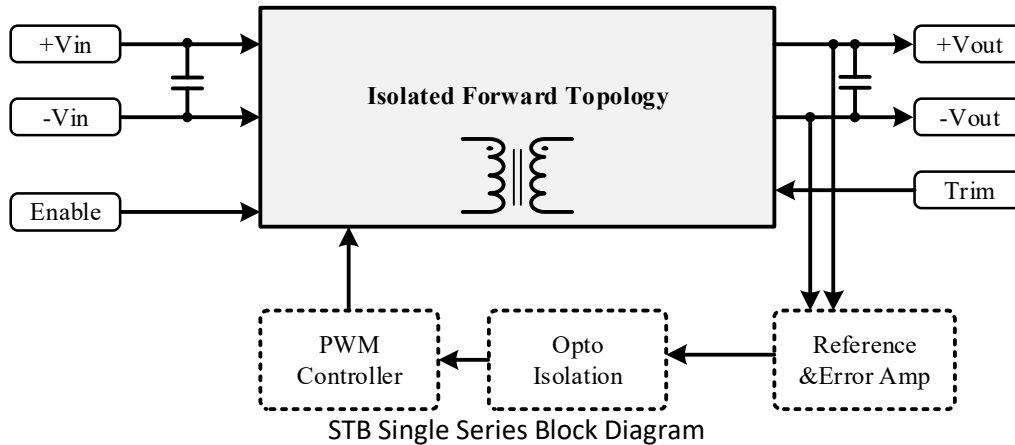 +Vin
-Vin
Enable
Isolated Forward Topology
+Vout
-Vout
Trim
PWM
Controller
Opto
Isolation
Reference
&Error Amp
STB Single Series Block Diagram